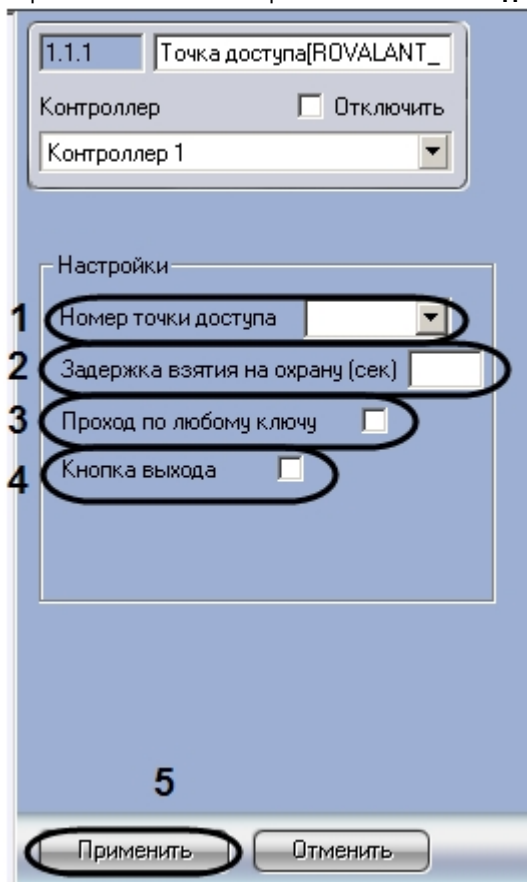 1.1.1 Точка доступа[ROVALANT_
Контроллер Отключить
Контроллер 1
Настройки
1 Номер точки доступа
2 Задержка взятия на охрану (сек)
3 Проход по любому ключу
4 Кнопка выхода
5
Применить Отменить